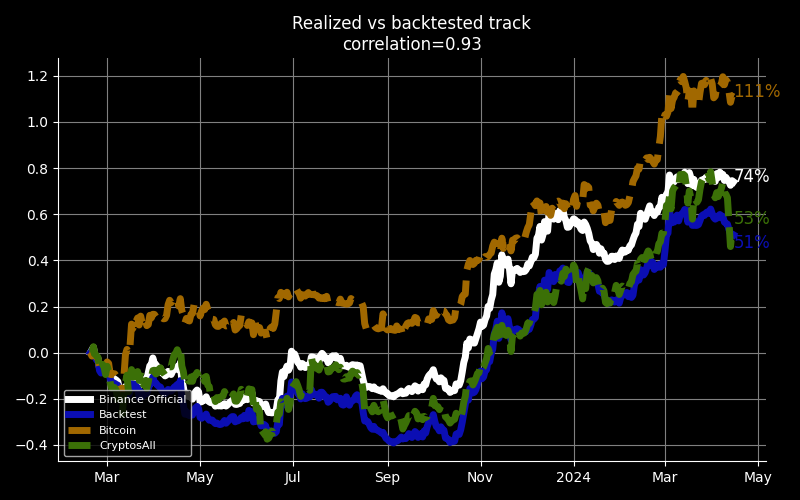 Realized vs backtested track
correlation=0.93
1.2
1.0
0.8
0.6
0.4
0.2
0.0
−0.2
−0.4
111%
74%
53%
51%
Binance Official
Backtest
Bitcoin
CryptosAll
Mar May Jul Sep Nov 2024 Mar May